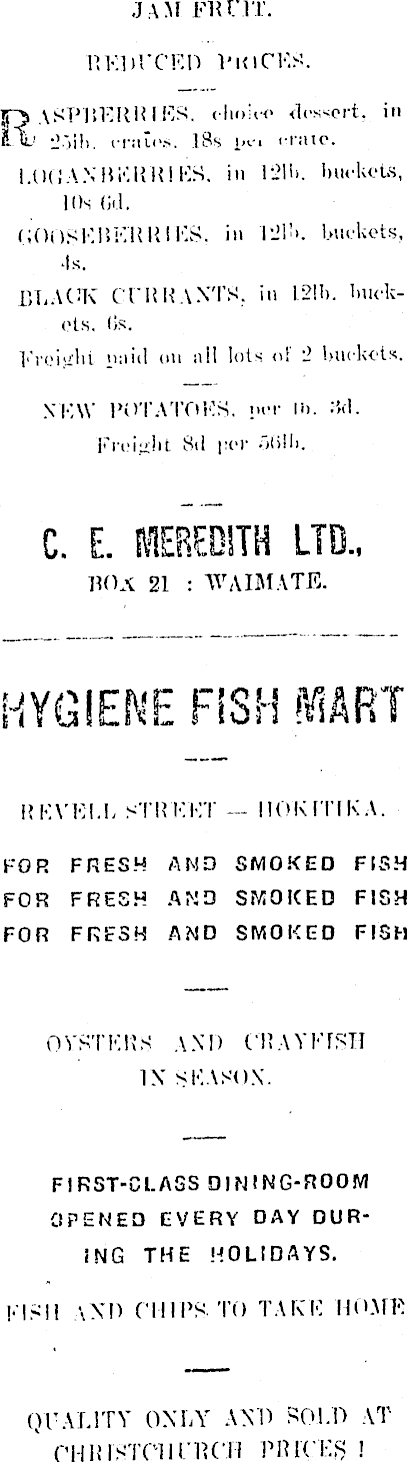 JAM FRUIT.
REDUCED PRICES.
RASPBERRIES, choice dessert, in
25lb. crates, 18s per crate.
LOGANBERRIES, in 12lb. buckets,
10s 6d.
GOOSEBERRIES, in 12lb. buckets,
4s.
BLACK CURRANTS, in 12lb. buck-
ets, 6s.
Freight paid on all lots of 2 buckets.
NEW POTATOES, per lb. 3d.
Freight 8d per 56lb.
C. E. MEREDITH LTD.,
BOX 21 : WAIMATE.
HYGIENE FISH MART
REVELL STREET — HOKITIKA.
FOR FRESH AND SMOKED FISH
FOR FRESH AND SMOKED FISH
FOR FRESH AND SMOKED FISH
OYSTERS AND CRAYFISH
IN SEASON.
FIRST-CLASS DINING-ROOM
OPENED EVERY DAY DUR-
ING THE HOLIDAYS.
FISH AND CHIPS TO TAKE HOME
QUALITY ONLY AND SOLD AT
CHRISTCHURCH PRICES !